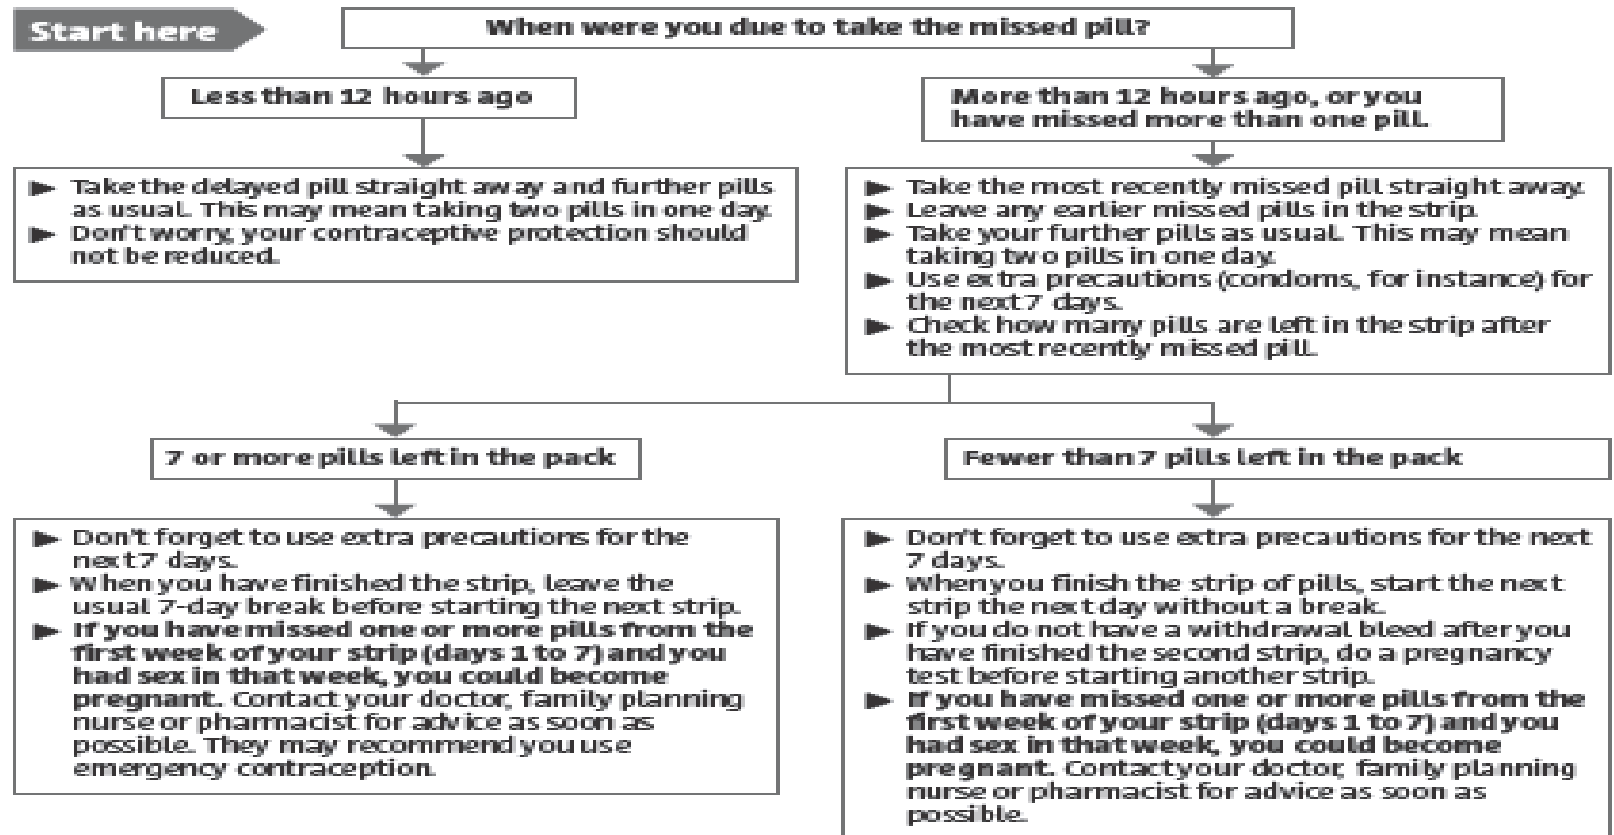 Start here
When were you due to take the missed pill?
Less than 12 hours ago
More than 12 hours ago, or you
have missed more than one pill.
► Take the delayed pill straight away and further pills
as usual. This may mean taking two pills in one day.
► Don't worry, your contraceptive protection should
not be reduced.
► Take the most recently missed pill straight away.
► Leave any earlier missed pills in the strip.
► Take your further pills as usual. This may mean
taking two pills in one day.
► Use extra precautions (condoms, for instance) for
the next 7 days.
► Check how many pills are left in the strip after
the most recently missed pill.
7 or more pills left in the pack
Fewer than 7 pills left in the pack
► Don't forget to use extra precautions for the
next 7 days.
► When you have finished the strip, leave the
usual 7-day break before starting the next strip.
► If you have missed one or more pills from the
first week of your strip (days 1 to 7) and you
had sex in that week, you could become
pregnant. Contact your doctor, family planning
nurse or pharmacist for advice as soon as
possible. They may recommend you use
emergency contraception.
► Don't forget to use extra precautions for the next
7 days.
► When you finish the strip of pills, start the next
strip the next day without a break.
► If you do not have a withdrawal bleed after you
have finished the second strip, do a pregnancy
test before starting another strip.
► If you have missed one or more pills from the
first week of your strip (days 1 to 7) and you
had sex in that week, you could become
pregnant. Contact your doctor, family planning
nurse or pharmacist for advice as soon as
possible.